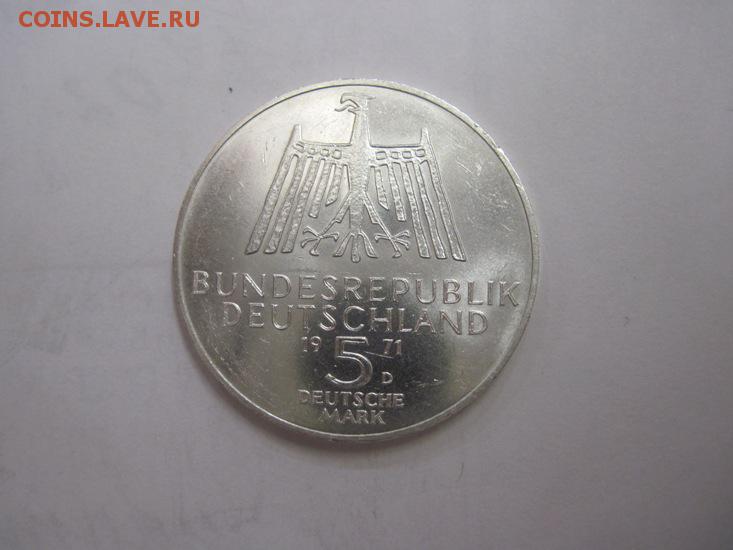 COINS.LAVE.RU
BUNDESREPUBLIK
DEUTSCHLAND
19 71
5 D
DEUTSCHE
MARK